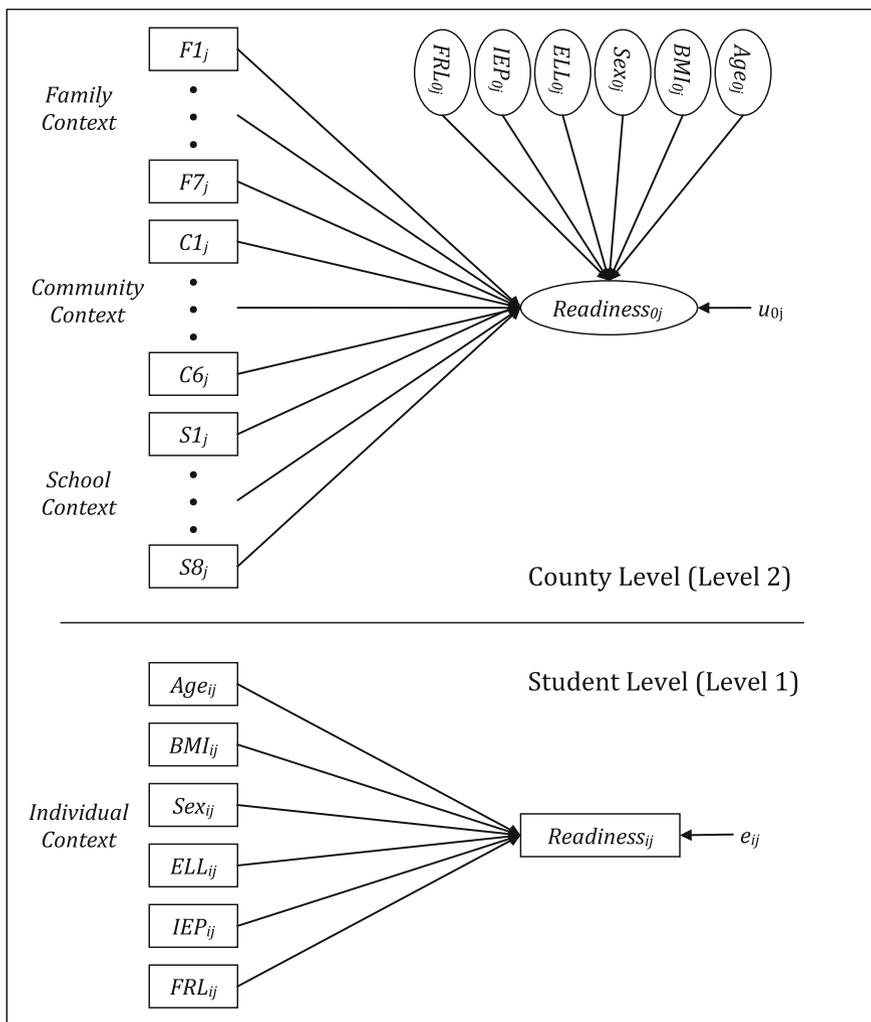 F1j
Family
Context
F7j
C1j
Community
Context
C6j
S1j
School
Context
S8j
FRL0j
IEP0j
ELL0j
Sex0j
BMI0j
Age0j
Readiness0j
u0j
County Level (Level 2)
Student Level (Level 1)
Ageij
BMIij
Individual
Context
Sexij
ELLij
IEPij
FRLij
Readinessij
eij